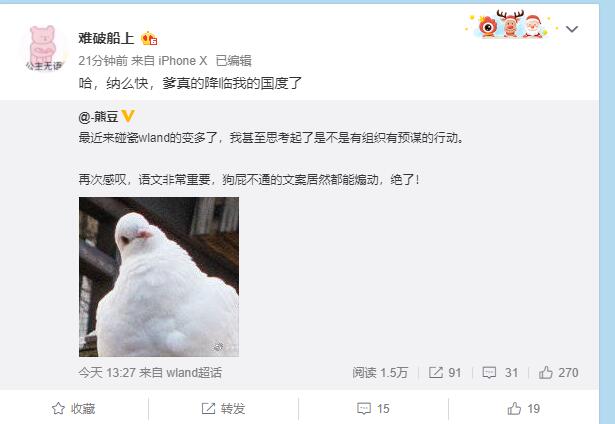 公主无语
难破船上
21分钟前 来自 iPhone X 已编辑
哈，纳么快，爹真的降临我的国度了
@-熊豆
最近来碰瓷wland的变多了，我甚至思考起了是不是有组织有预谋的行动。
再次感叹，语文非常重要，狗屁不通的文案居然都能煽动，绝了！
今天 13:27 来自 wland超话 阅读 1.5万 91 31 270
收藏 转发 15 19